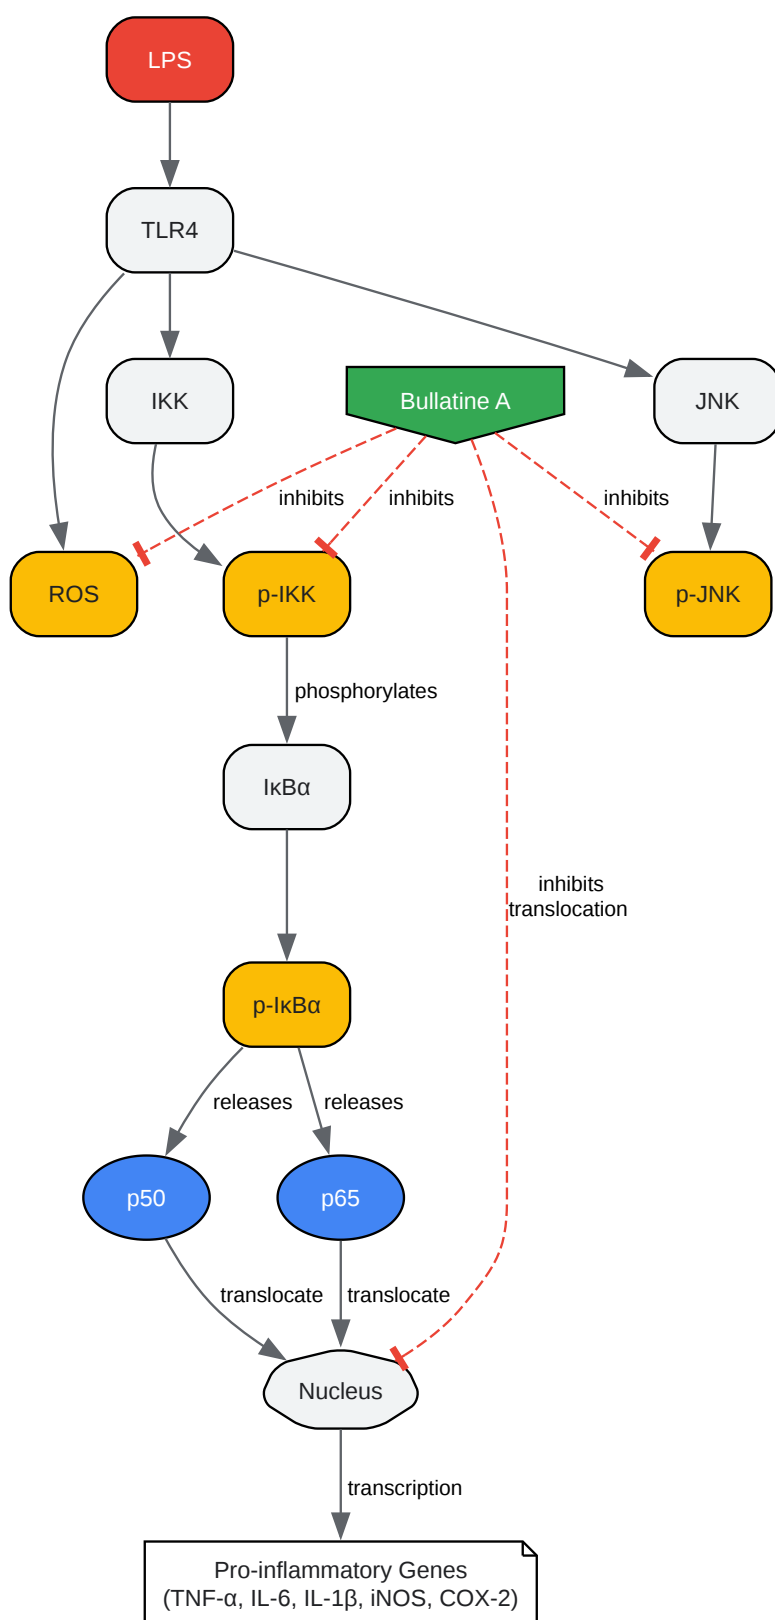 LPS
TLR4
IKK
Bullatine A
JNK
inhibits
inhibits
inhibits
ROS
p-IKK
p-JNK
phosphorylates
IκBα
inhibits
translocation
p-IκBα
releases
releases
p50
p65
translocate
translocate
Nucleus
transcription
Pro-inflammatory Genes
(TNF-α, IL-6, IL-1β, iNOS, COX-2)